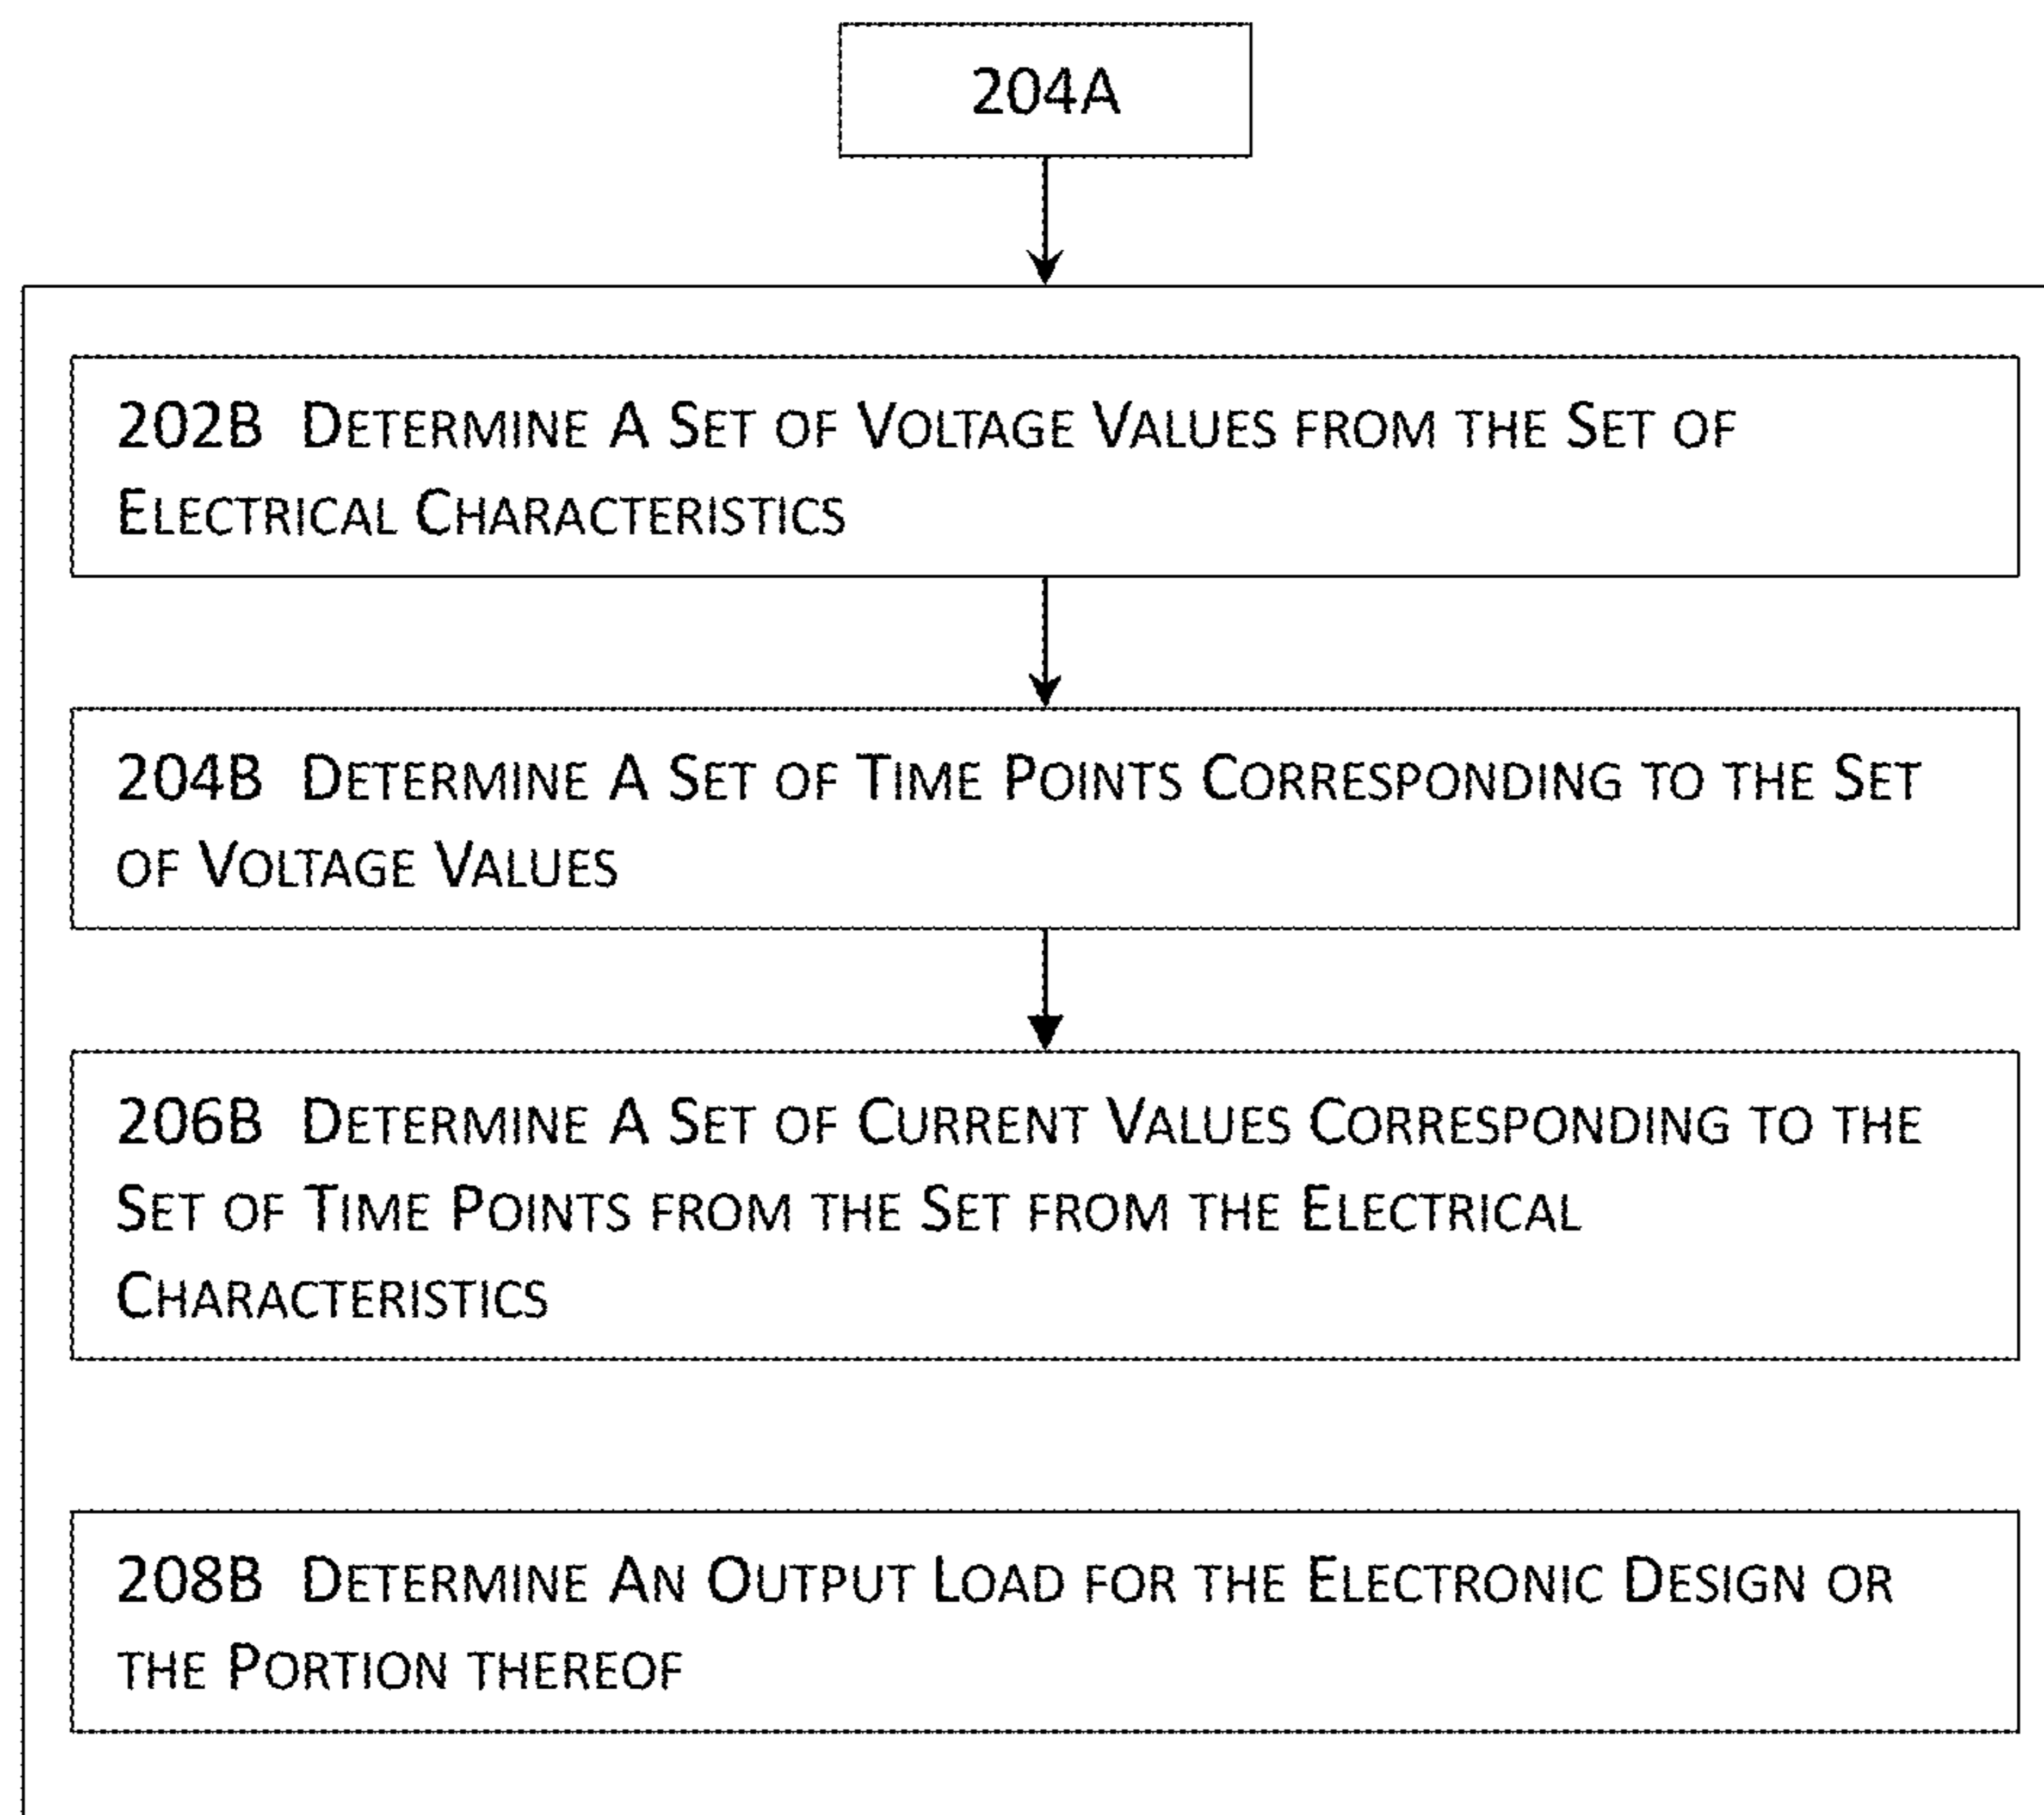 204A
202B DETERMINE A SET OF VOLTAGE VALUES FROM THE SET OF
ELECTRICAL CHARACTERISTICS
204B DETERMINE A SET OF TIME POINTS CORRESPONDING TO THE SET
OF VOLTAGE VALUES
206B DETERMINE A SET OF CURRENT VALUES CORRESPONDING TO THE
SET OF TIME POINTS FROM THE SET FROM THE ELECTRICAL
CHARACTERISTICS
208B DETERMINE AN OUTPUT LOAD FOR THE ELECTRONIC DESIGN OR
THE PORTION THEREOF